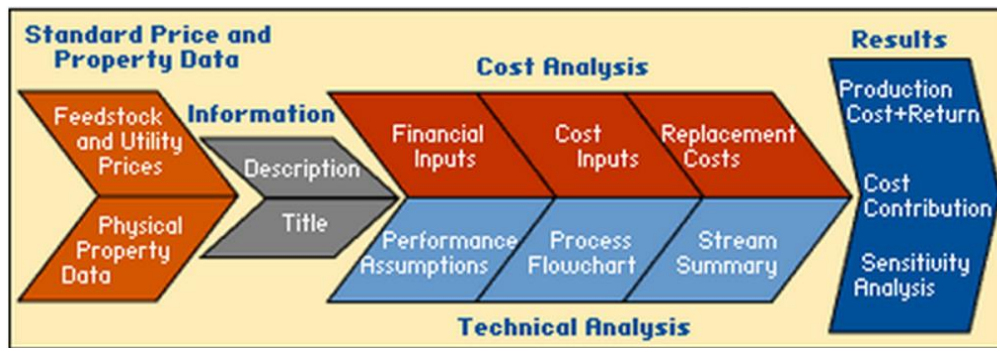 Standard Price and
Property Data
Feedstock
and Utility
Prices
Physical
Property
Data
Information
Description
Title
Cost Analysis
Financial
Inputs
Cost
Inputs
Replacement
Costs
Performance
Assumptions
Process
Flowchart
Stream
Summary
Technical Analysis
Results
Production
Cost+Return
Cost
Contribution
Sensitivity
Analysis